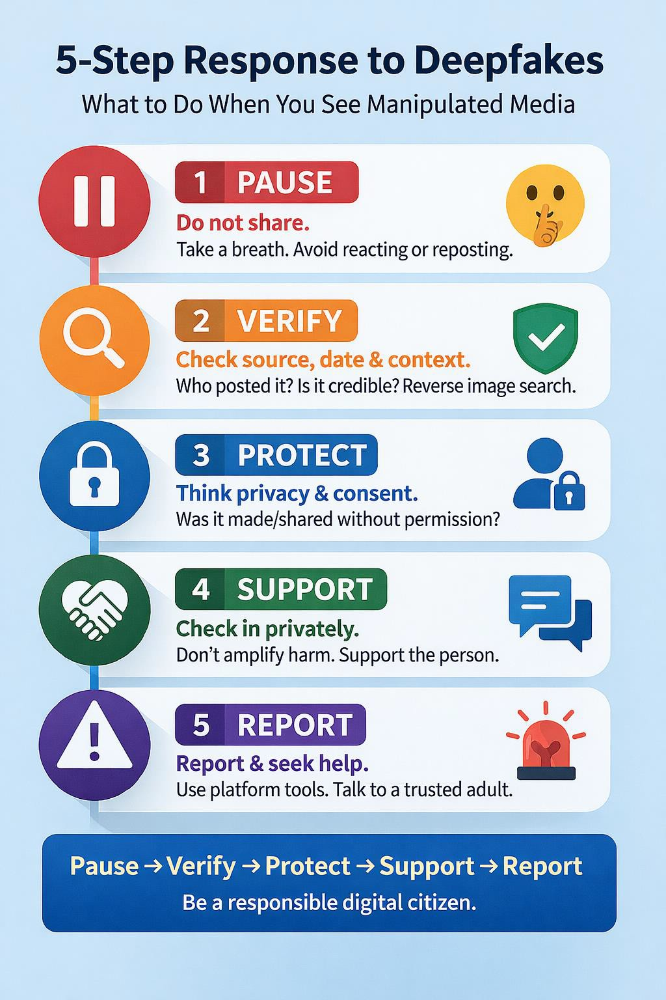 5-Step Response to Deepfakes
What to Do When You See Manipulated Media
1 PAUSE
Do not share.
Take a breath. Avoid reacting or reposting.
2 VERIFY
Check source, date & context.
Who posted it? Is it credible? Reverse image search.
3 PROTECT
Think privacy & consent.
Was it made/shared without permission?
4 SUPPORT
Check in privately.
Don’t amplify harm. Support the person.
5 REPORT
Report & seek help.
Use platform tools. Talk to a trusted adult.
Pause → Verify → Protect → Support → Report
Be a responsible digital citizen.